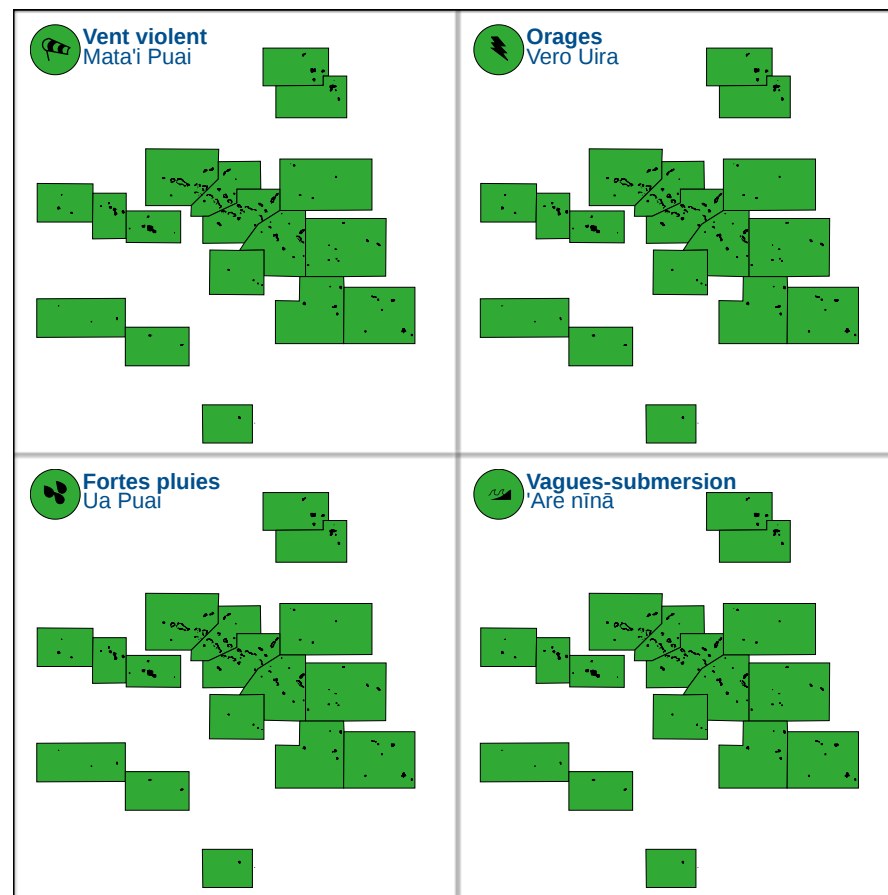 Vent violent
Mata'i Puai
Orages
Vero Uira
Fortes pluies
Ua Puai
Vagues-submersion
'Are nīnā